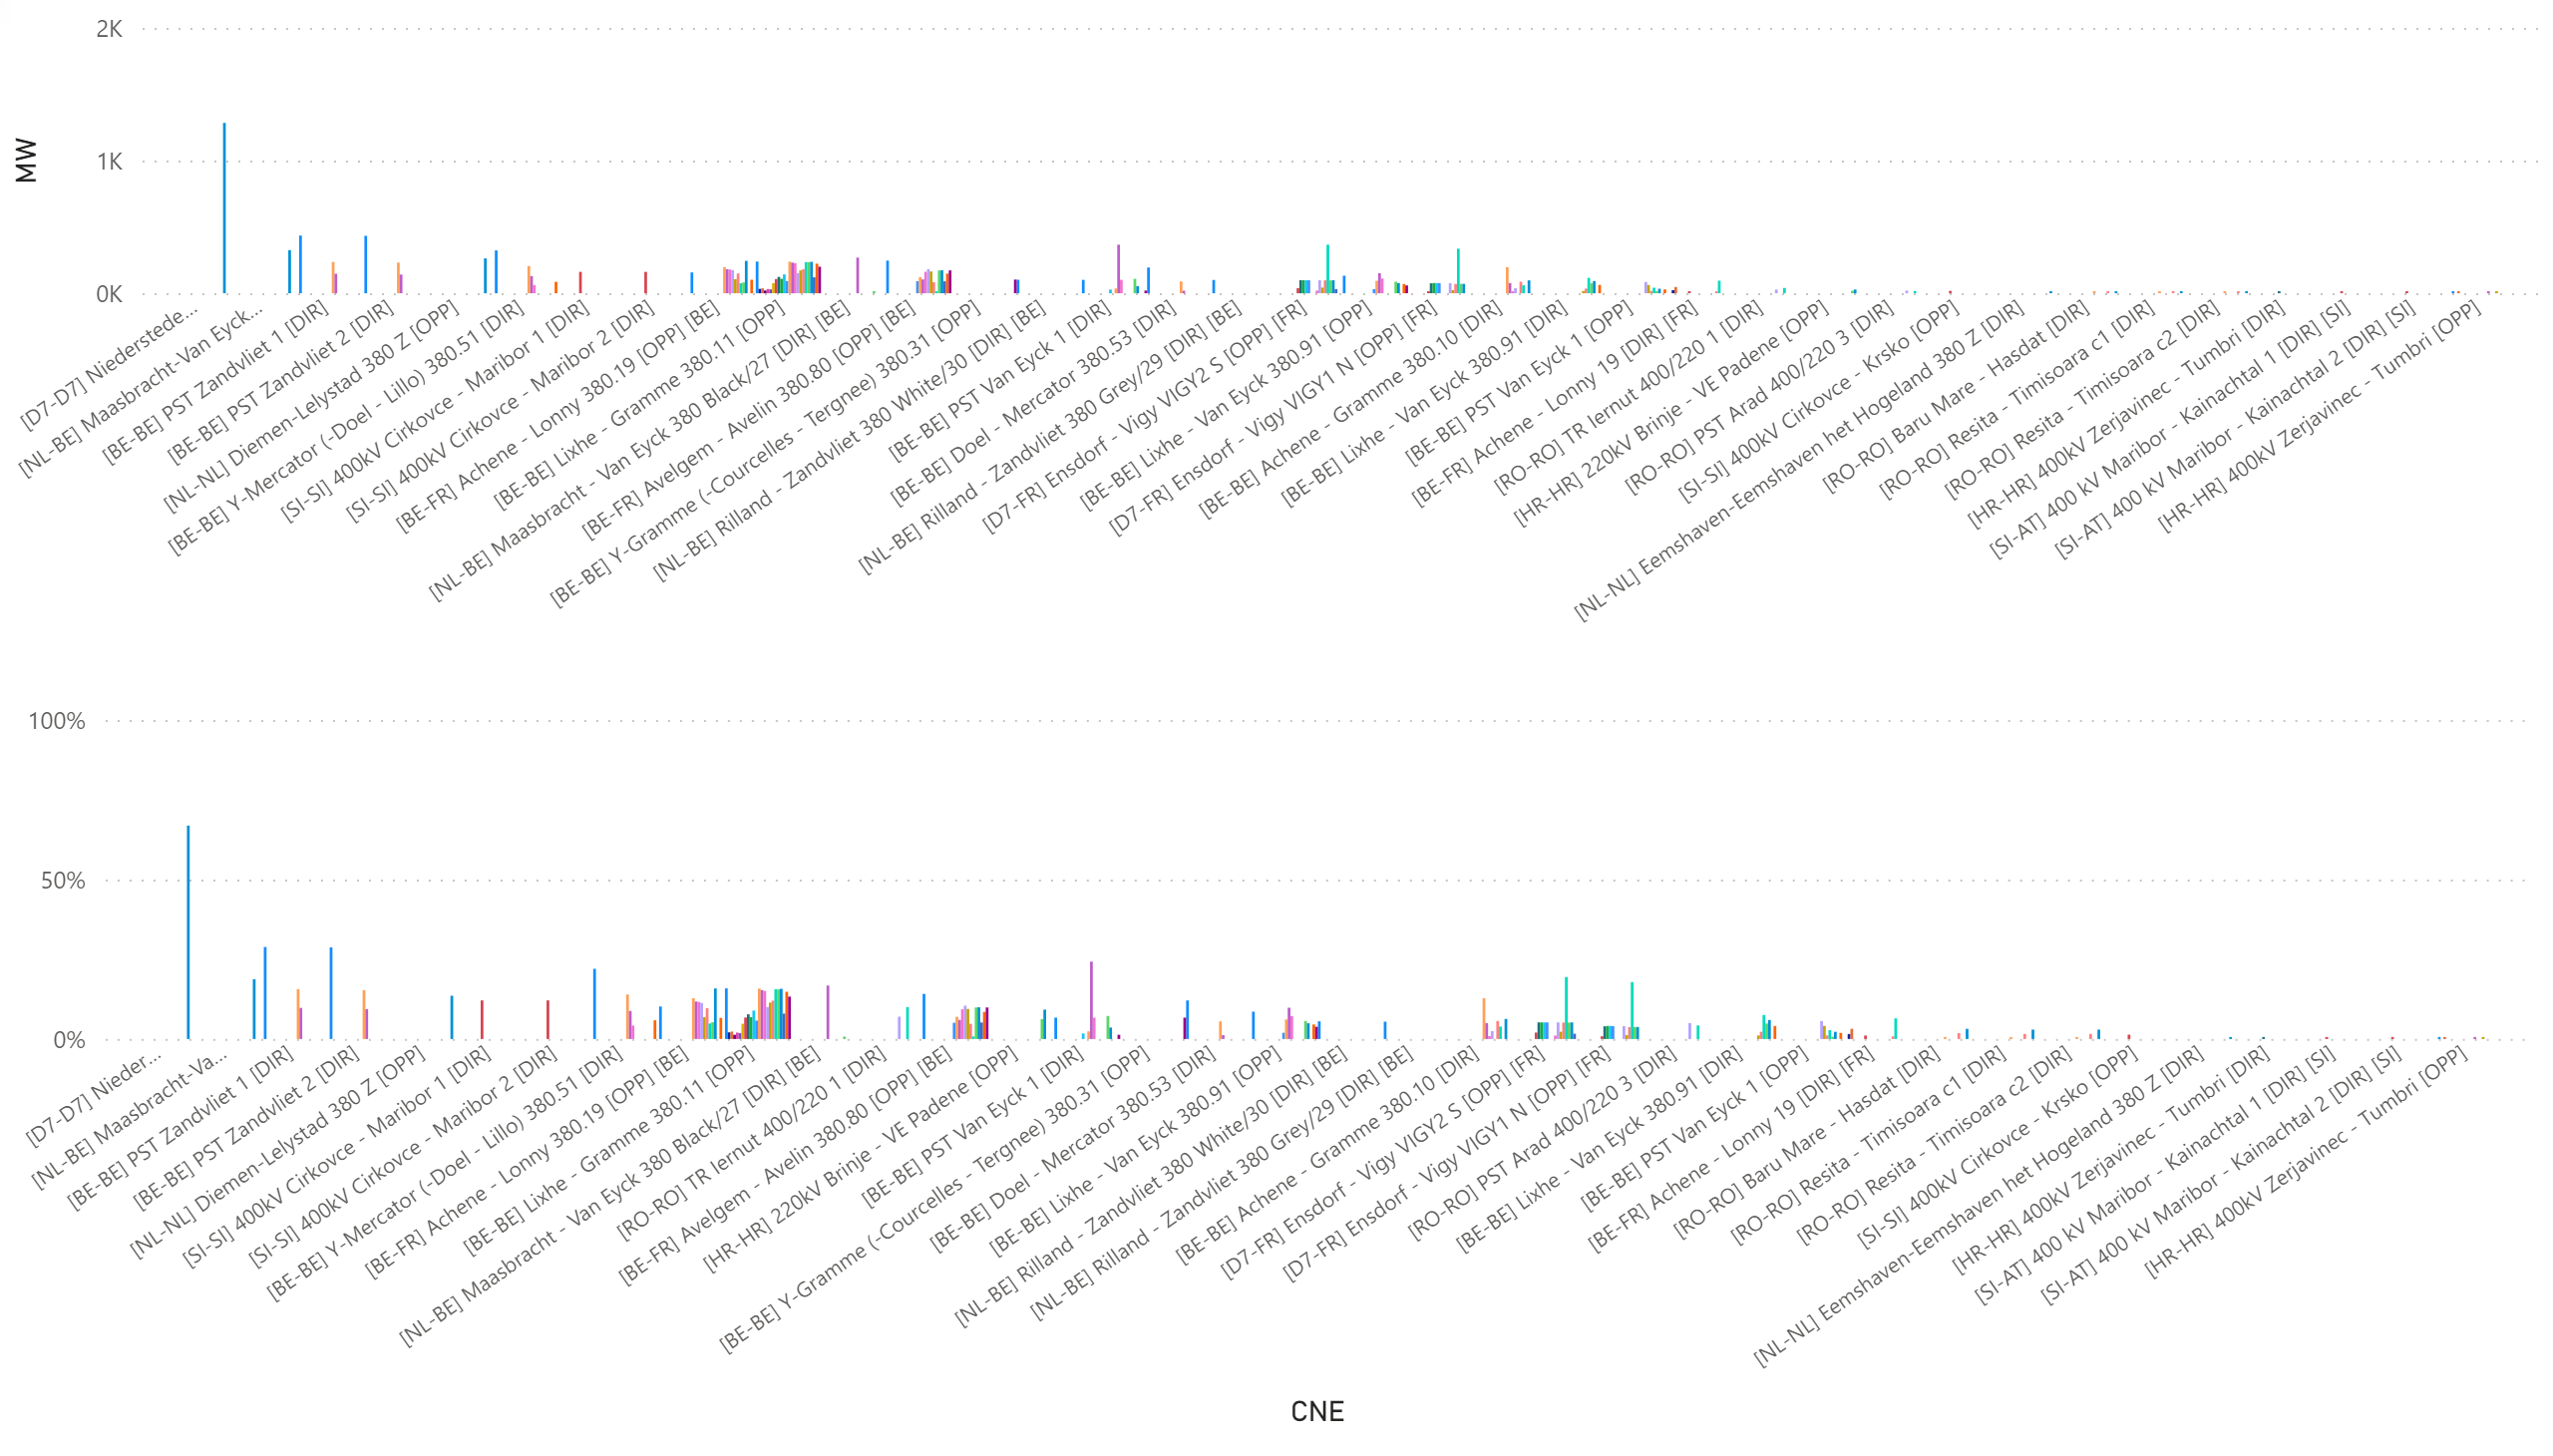 2K
1K
0K
MW
[D7-D7] Niederstede...
[NL-BE] Maasbracht-Van Eyck...
[BE-BE] PST Zandvliet 1 [DIR]
[BE-BE] PST Zandvliet 2 [DIR]
[NL-NL] Diemen-Lelystad 380 Z [OPP]
[BE-BE] Y-Mercator (-Doel - Lillo) 380.51 [DIR]
[SI-SI] 400kV Cirkovce - Maribor 1 [DIR]
[SI-SI] 400kV Cirkovce - Maribor 2 [DIR]
[BE-FR] Achene - Lonny 380.19 [OPP] [BE]
[BE-BE] Lixhe - Gramme 380.11 [OPP]
[NL-BE] Maasbracht - Van Eyck 380 Black/27 [DIR] [BE]
[BE-FR] Avelgem - Avelin 380.80 [OPP] [BE]
[BE-BE] Y-Gramme (-Courcelles - Tergnee) 380.31 [OPP]
[NL-BE] Rilland - Zandvliet 380 White/30 [DIR] [BE]
[BE-BE] PST Van Eyck 1 [DIR]
[BE-BE] Doel - Mercator 380.53 [DIR]
[NL-BE] Rilland - Zandvliet 380 Grey/29 [DIR] [BE]
[D7-FR] Ensdorf - Vigy VIGY2 S [OPP] [FR]
[BE-BE] Lixhe - Van Eyck 380.91 [OPP]
[D7-FR] Ensdorf - Vigy VIGY1 N [OPP] [FR]
[BE-BE] Achene - Gramme 380.10 [DIR]
[BE-BE] Lixhe - Van Eyck 380.91 [DIR]
[BE-BE] PST Van Eyck 1 [OPP]
[BE-FR] Achene - Lonny 19 [DIR] [FR]
[RO-RO] TR Iernut 400/220 1 [DIR]
[HR-HR] 220kV Brinje - VE Padene [OPP]
[RO-RO] PST Arad 400/220 3 [DIR]
[SI-SI] 400kV Cirkovce - Krsko [OPP]
[NL-NL] Eemshaven-Eemshaven het Hogeland 380 Z [DIR]
[RO-RO] Baru Mare - Hasdat [DIR]
[RO-RO] Resita - Timisoara c1 [DIR]
[RO-RO] Resita - Timisoara c2 [DIR]
[HR-HR] 400kV Zerjavinec - Tumbri [DIR]
[SI-AT] 400 kV Maribor - Kainachtal 1 [DIR] [SI]
[SI-AT] 400 kV Maribor - Kainachtal 2 [DIR] [SI]
[HR-HR] 400kV Zerjavinec - Tumbri [OPP]
100%
50%
0%
[D7-D7] Nieder...
[NL-BE] Maasbracht-Va...
[BE-BE] PST Zandvliet 1 [DIR]
[BE-BE] PST Zandvliet 2 [DIR]
[NL-NL] Diemen-Lelystad 380 Z [OPP]
[SI-SI] 400kV Cirkovce - Maribor 1 [DIR]
[SI-SI] 400kV Cirkovce - Maribor 2 [DIR]
[BE-BE] Y-Mercator (-Doel - Lillo) 380.51 [DIR]
[BE-FR] Achene - Lonny 380.19 [OPP] [BE]
[BE-BE] Lixhe - Gramme 380.11 [OPP]
[NL-BE] Maasbracht - Van Eyck 380 Black/27 [DIR] [BE]
[RO-RO] TR Iernut 400/220 1 [DIR]
[BE-FR] Avelgem - Avelin 380.80 [OPP] [BE]
[HR-HR] 220kV Brinje - VE Padene [OPP]
[BE-BE] PST Van Eyck 1 [DIR]
[BE-BE] Y-Gramme (-Courcelles - Tergnee) 380.31 [OPP]
[BE-BE] Doel - Mercator 380.53 [DIR]
[BE-BE] Lixhe - Van Eyck 380.91 [OPP]
[NL-BE] Rilland - Zandvliet 380 White/30 [DIR] [BE]
[NL-BE] Rilland - Zandvliet 380 Grey/29 [DIR] [BE]
[BE-BE] Achene - Gramme 380.10 [DIR]
[D7-FR] Ensdorf - Vigy VIGY2 S [OPP] [FR]
[D7-FR] Ensdorf - Vigy VIGY1 N [OPP] [FR]
[RO-RO] PST Arad 400/220 3 [DIR]
[BE-BE] Lixhe - Van Eyck 380.91 [DIR]
[BE-BE] PST Van Eyck 1 [OPP]
[BE-FR] Achene - Lonny 19 [DIR] [FR]
[RO-RO] Baru Mare - Hasdat [DIR]
[RO-RO] Resita - Timisoara c1 [DIR]
[RO-RO] Resita - Timisoara c2 [DIR]
[SI-SI] 400kV Cirkovce - Krsko [OPP]
[NL-NL] Eemshaven-Eemshaven het Hogeland 380 Z [DIR]
[HR-HR] 400kV Zerjavinec - Tumbri [DIR]
[SI-AT] 400 kV Maribor - Kainachtal 1 [DIR] [SI]
[SI-AT] 400 kV Maribor - Kainachtal 2 [DIR] [SI]
[HR-HR] 400kV Zerjavinec - Tumbri [OPP]
CNE